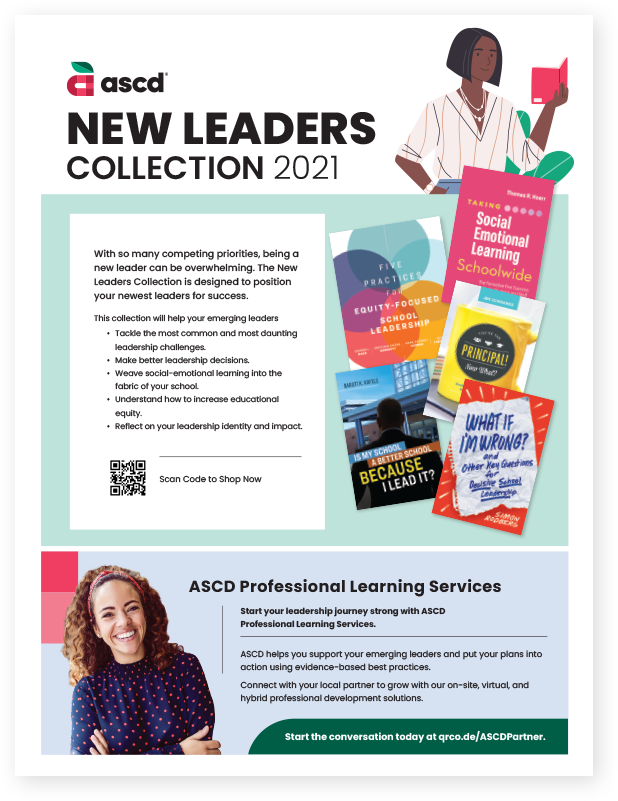 ascd
NEW LEADERS
COLLECTION 2021
With so many competing priorities, being a
new leader can be overwhelming. The New
Leaders Collection is designed to position
your newest leaders for success.
This collection will help your emerging leaders
• Tackle the most common and most daunting
leadership challenges.
• Make better leadership decisions.
• Weave social-emotional learning into the
fabric of your school.
• Understand how to increase educational
equity.
• Reflect on your leadership identity and impact.
Scan Code to Shop Now
Thomas R. Hoerr
TAKING
Social
Emotional
Learning
Schoolwide
FIVE
PRACTICES
FOR
EQUITY-FOCUSED
SCHOOL
LEADERSHIP
PRINCIPAL!
Now What?
BARUTI K. KAFELE
IS MY SCHOOL
A BETTER SCHOOL
BECAUSE
I LEAD IT?
WHAT IF
I'M WRONG?
and
Other Key Questions
for
Decisive School
Leadership
SIMON
RODBERG
ASCD Professional Learning Services
Start your leadership journey strong with ASCD
Professional Learning Services.
ASCD helps you support your emerging leaders and put your plans into
action using evidence-based best practices.
Connect with your local partner to grow with our on-site, virtual, and
hybrid professional development solutions.
Start the conversation today at qrco.de/ASCDPartner.